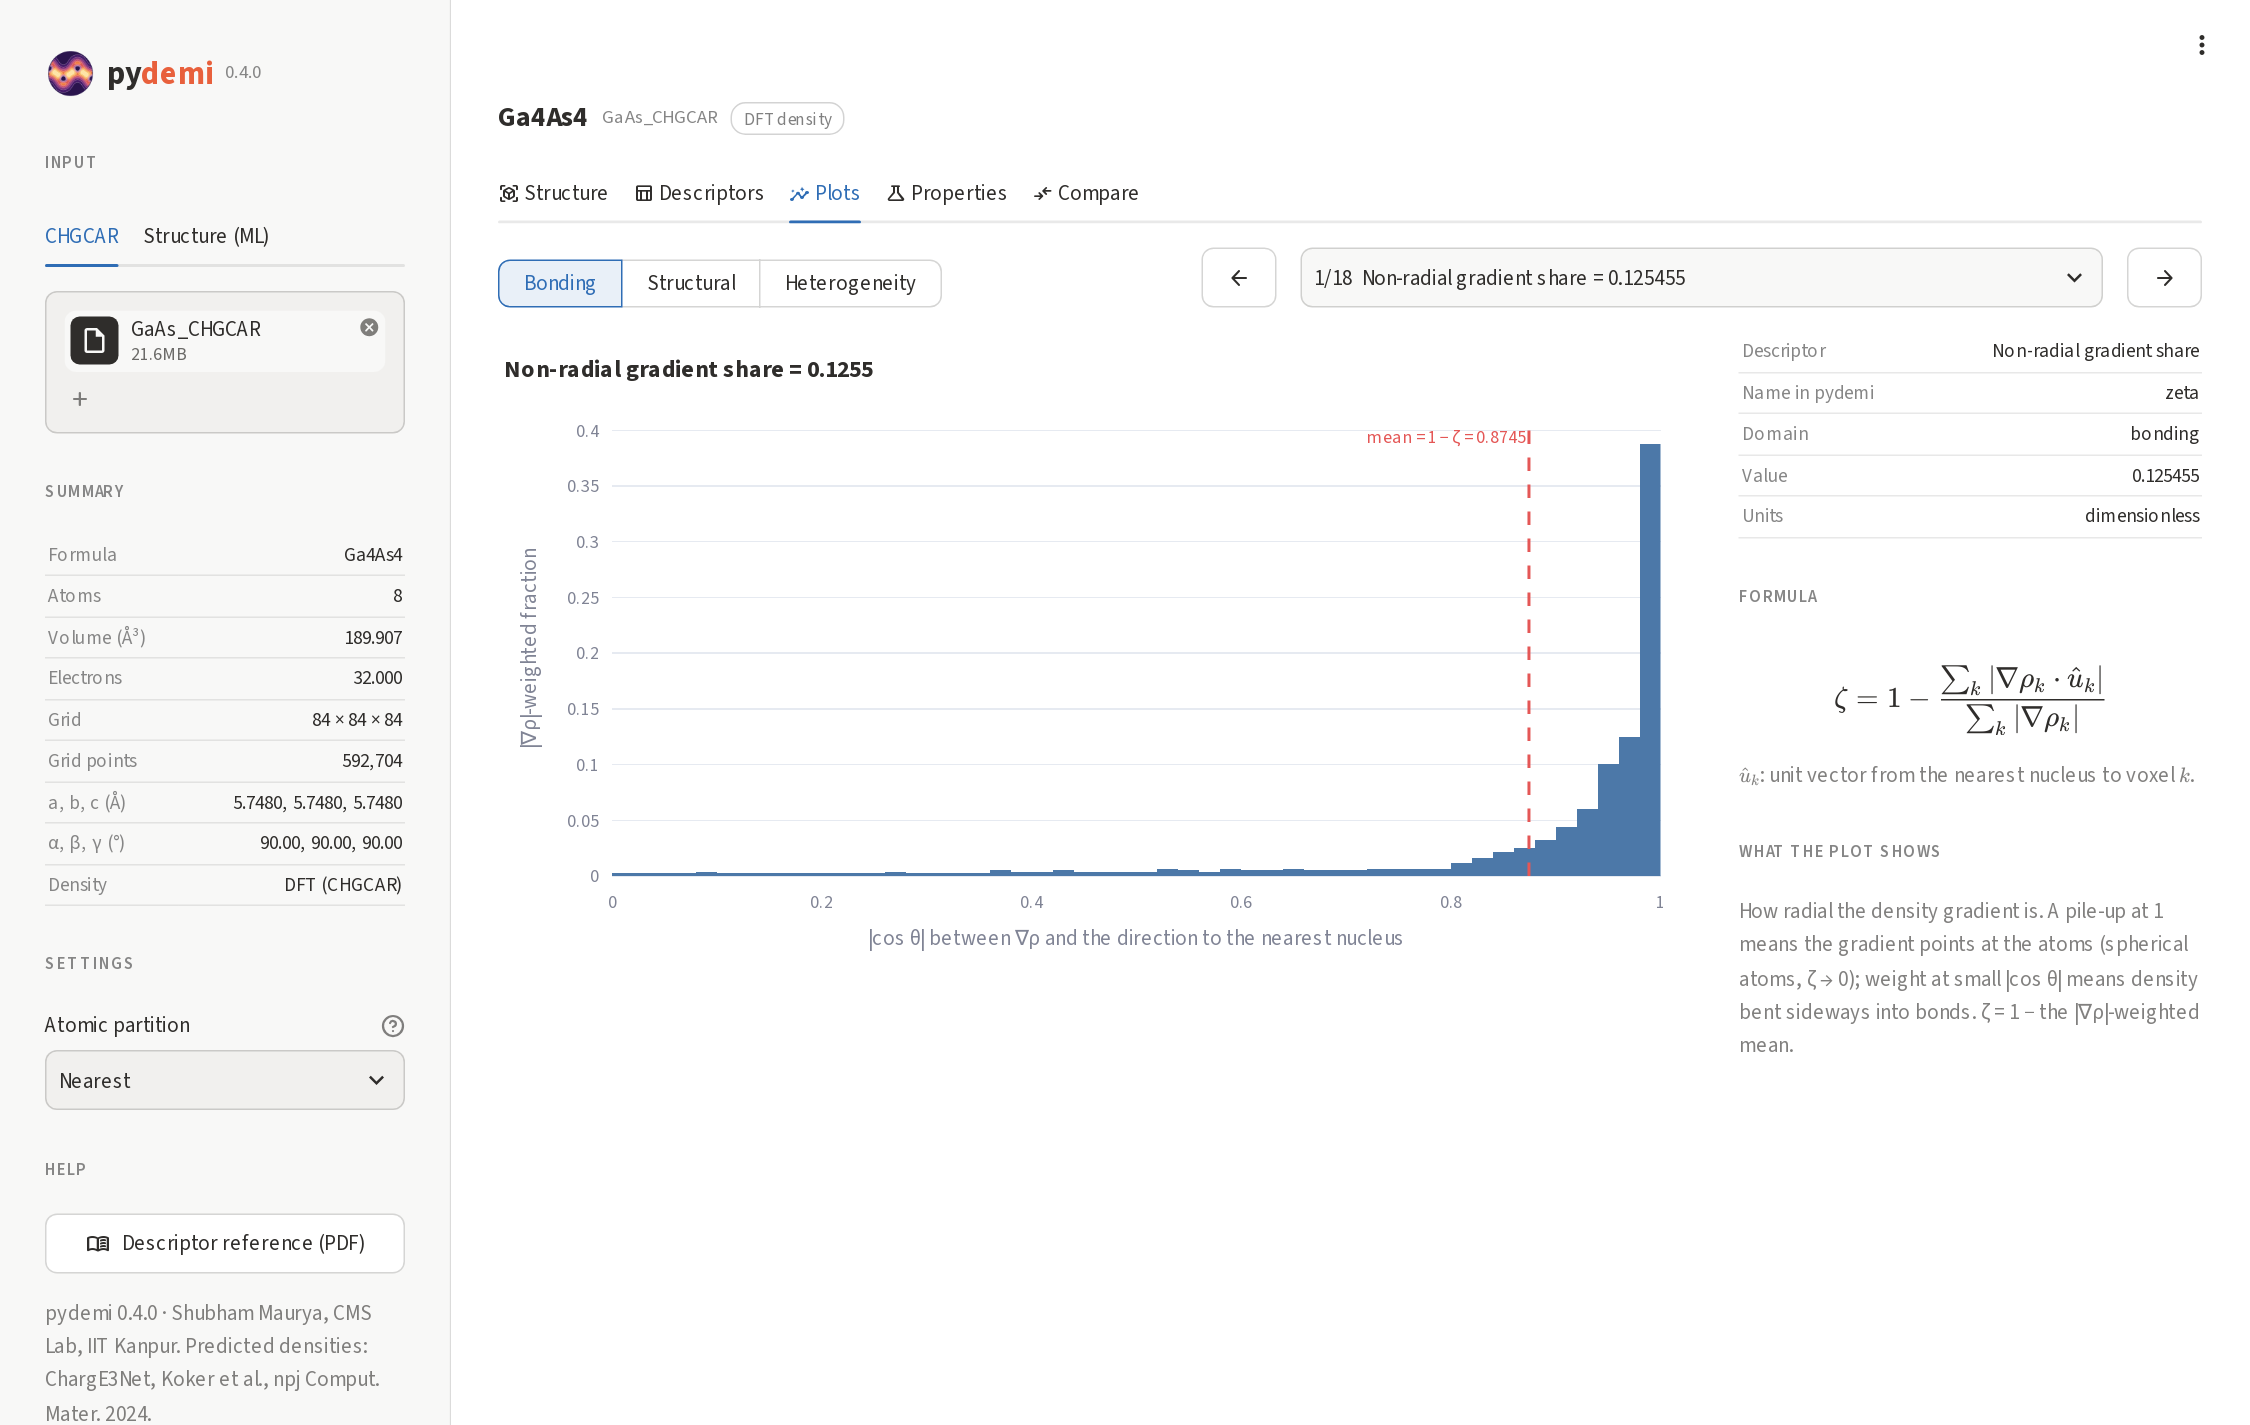 pydemi 0.4.0
INPUT
CHGCAR Structure (ML)
GaAs_CHGCAR
21.6MB
SUMMARY
Formula Ga4As4
Atoms 8
Volume (Å³) 189.907
Electrons 32.000
Grid 84 × 84 × 84
Grid points 592,704
a, b, c (Å) 5.7480, 5.7480, 5.7480
α, β, γ (°) 90.00, 90.00, 90.00
Density DFT (CHGCAR)
SETTINGS
Atomic partition
Nearest
HELP
Descriptor reference (PDF)
pydemi 0.4.0 · Shubham Maurya, CMS
Lab, IIT Kanpur. Predicted densities:
ChargE3Net, Koker et al., npj Comput.
Mater. 2024.
Ga4As4 GaAs_CHGCAR DFT density
Structure Descriptors Plots Properties Compare
Bonding Structural Heterogeneity
1/18 Non-radial gradient share = 0.125455
Non-radial gradient share = 0.1255
mean = 1 − ζ = 0.8745
0.4
0.35
0.3
0.25
0.2
0.15
0.1
0.05
0
|∇ρ|-weighted fraction
0 0.2 0.4 0.6 0.8 1
|cos θ| between ∇ρ and the direction to the nearest nucleus
Descriptor Non-radial gradient share
Name in pydemi zeta
Domain bonding
Value 0.125455
Units dimensionless
FORMULA
ζ = 1 − ∑ₖ |∇ρₖ · ûₖ| / ∑ₖ |∇ρₖ|
ûₖ: unit vector from the nearest nucleus to voxel k.
WHAT THE PLOT SHOWS
How radial the density gradient is. A pile-up at 1
means the gradient points at the atoms (spherical
atoms, ζ → 0); weight at small |cos θ| means density
bent sideways into bonds. ζ = 1 − the |∇ρ|-weighted
mean.